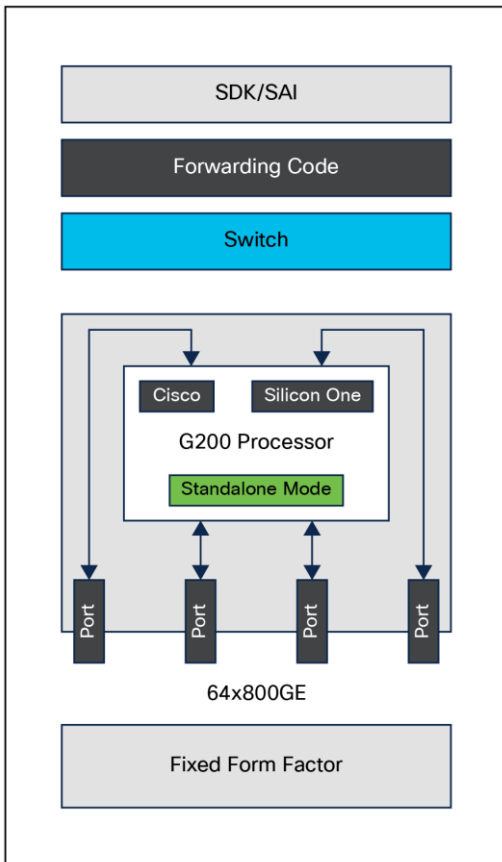 SDK/SAI
Forwarding Code
Switch
Cisco Silicon One
G200 Processor
Standalone Mode
Port Port Port Port
64x800GE
Fixed Form Factor